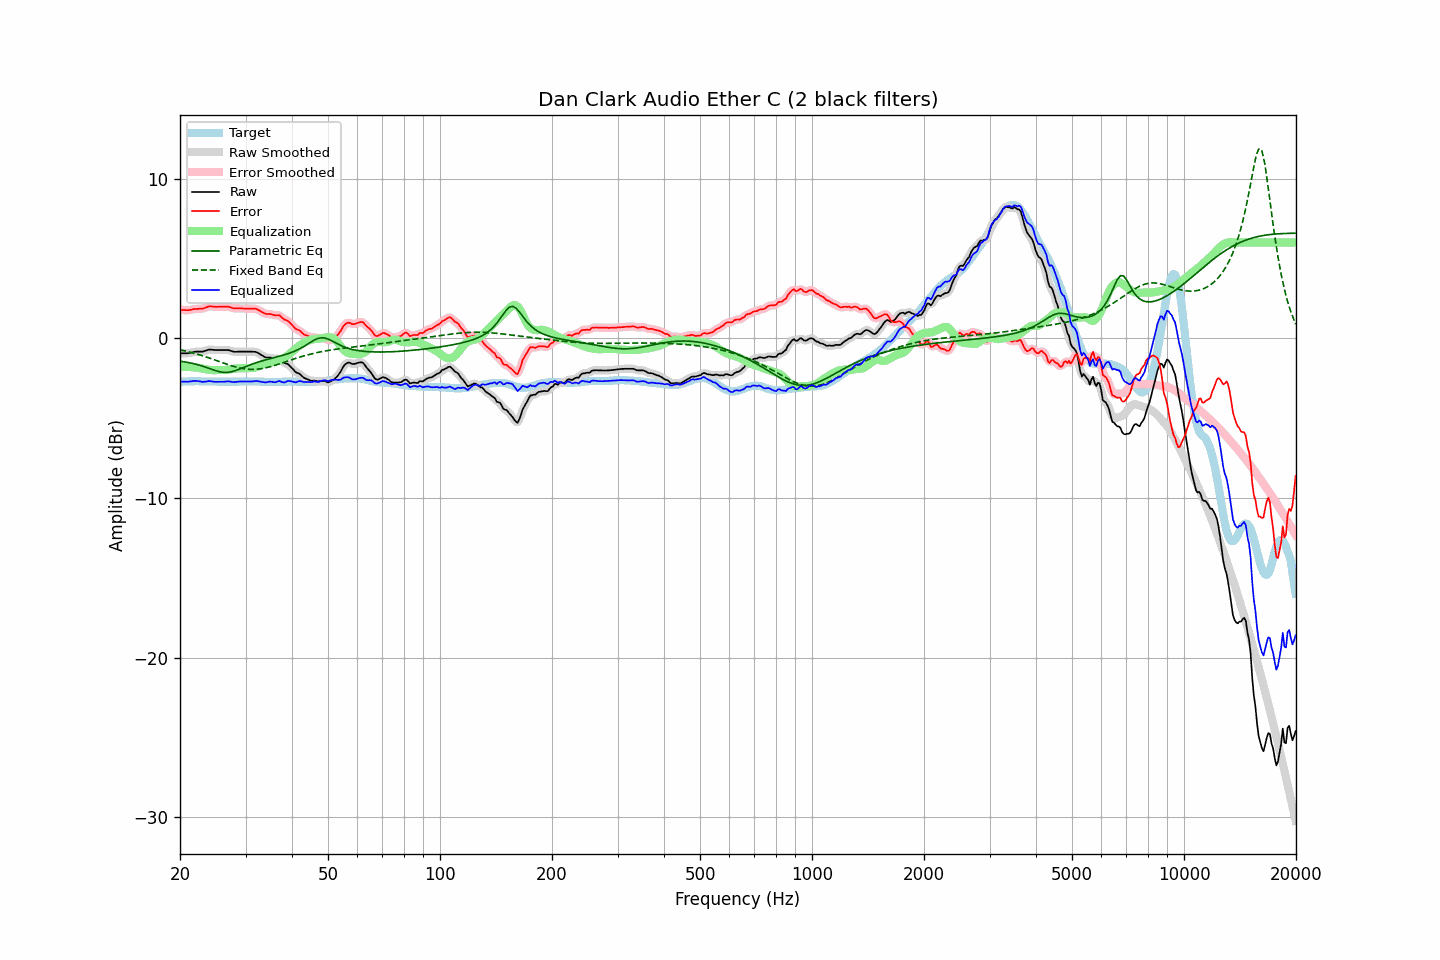 Dan Clark Audio Ether C (2 black filters)
Target
Raw Smoothed
Error Smoothed
Raw
Error
Equalization
Parametric Eq
Fixed Band Eq
Equalized
10
0
−10
−20
−30
Amplitude (dBr)
20 50 100 200 500 1000 2000 5000 10000 20000
Frequency (Hz)